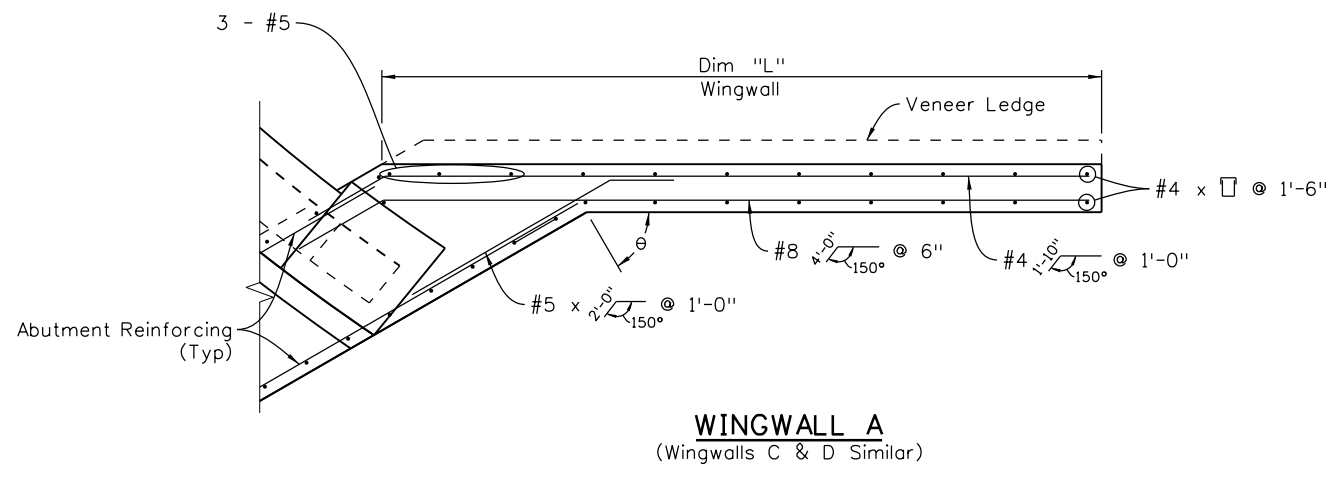 3 - #5
Dim "L"
Wingwall
Veneer Ledge
#4 x @ 1'-6"
θ
#8 4'-0" 150° @ 6"
#4 1'-10" 150° @ 1'-0"
#5 x 2'-0" 150° @ 1'-0"
Abutment Reinforcing
(Typ)
WINGWALL A
(Wingwalls C & D Similar)